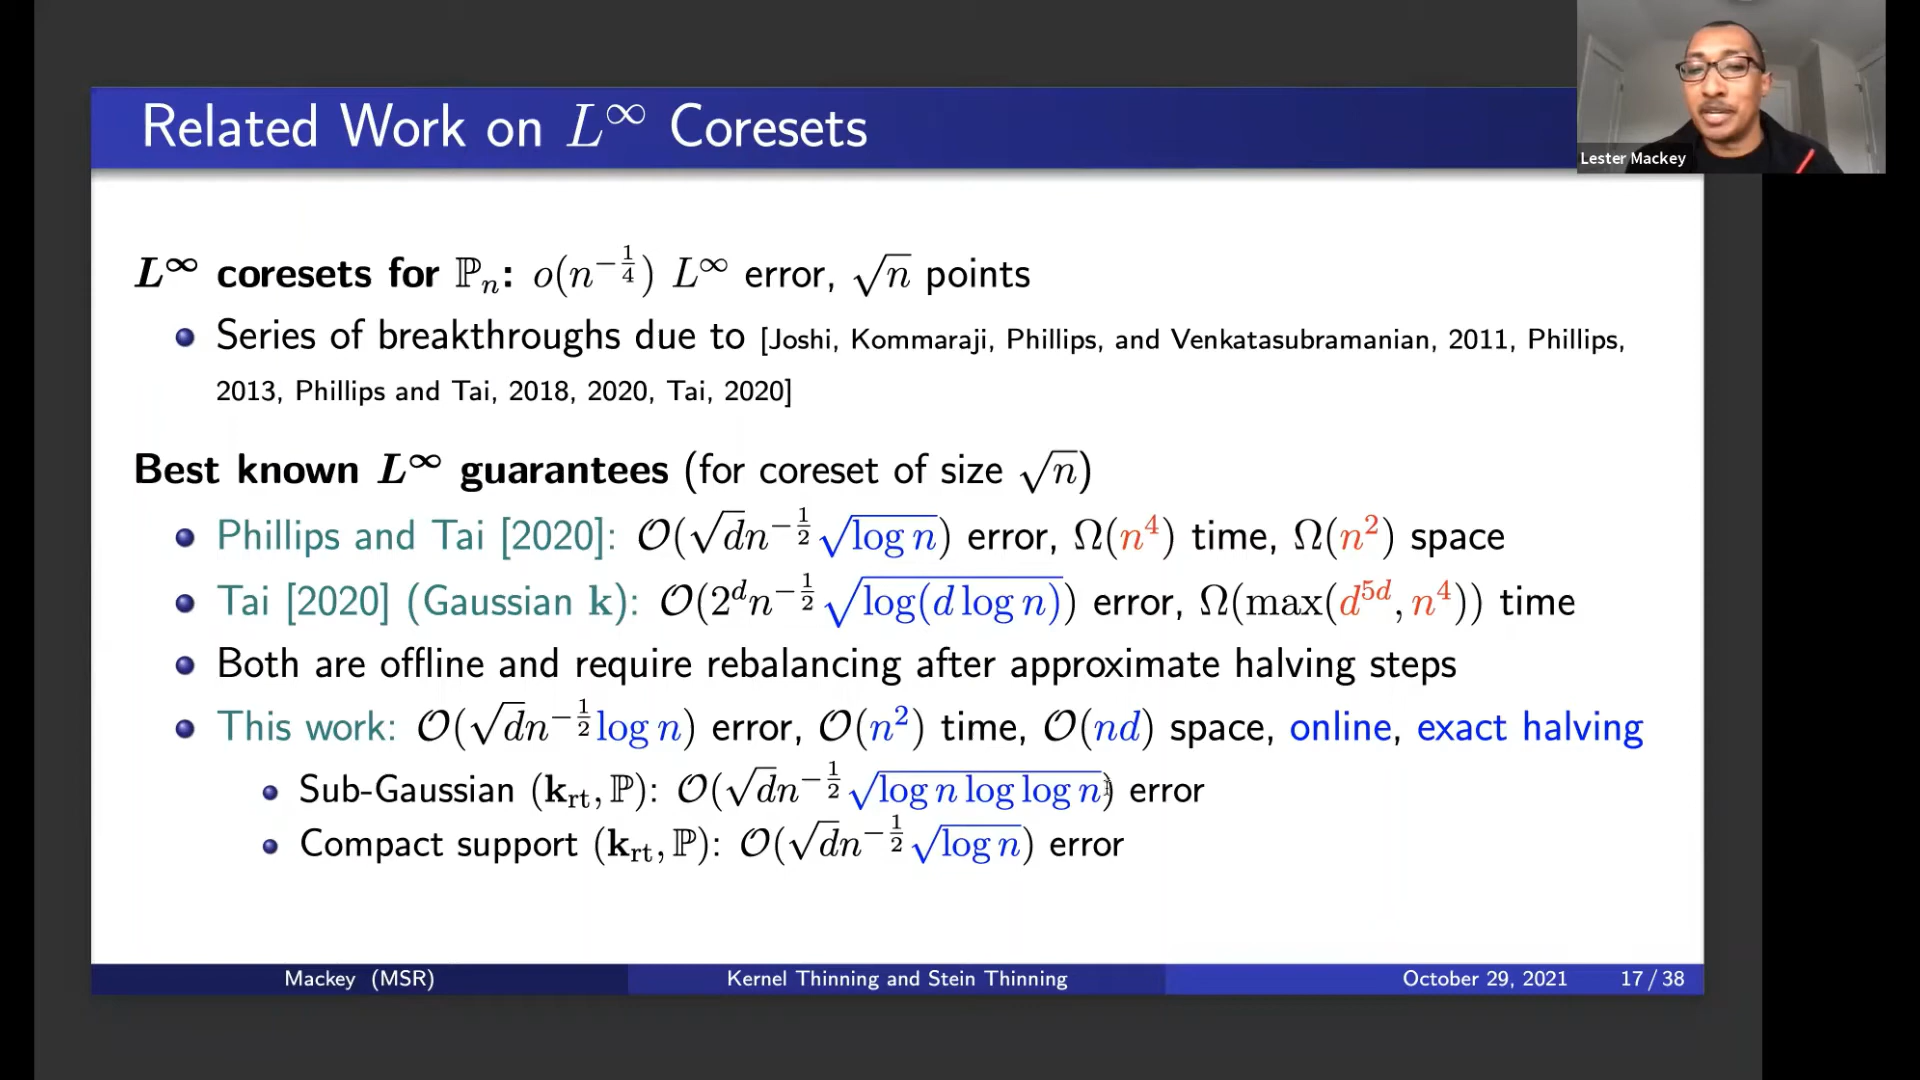 Related Work on L^∞ Coresets
Lester Mackey
L^∞ coresets for ℙ_n: o(n^{-1/4}) L^∞ error, √n points
Series of breakthroughs due to [Joshi, Kommaraji, Phillips, and Venkatasubramanian, 2011, Phillips,
2013, Phillips and Tai, 2018, 2020, Tai, 2020]
Best known L^∞ guarantees (for coreset of size √n)
Phillips and Tai [2020]: 𝒪(√d n^{-1/2} √(log n)) error, Ω(n^4) time, Ω(n^2) space
Tai [2020] (Gaussian k): 𝒪(2^d n^{-1/2} √(log(d log n))) error, Ω(max(d^{5d}, n^4)) time
Both are offline and require rebalancing after approximate halving steps
This work: 𝒪(√d n^{-1/2} log n) error, 𝒪(n^2) time, 𝒪(nd) space, online, exact halving
Sub-Gaussian (k_rt, ℙ): 𝒪(√d n^{-1/2} √(log n log log n)) error
Compact support (k_rt, ℙ): 𝒪(√d n^{-1/2} √(log n)) error
Mackey (MSR) Kernel Thinning and Stein Thinning October 29, 2021 17 / 38